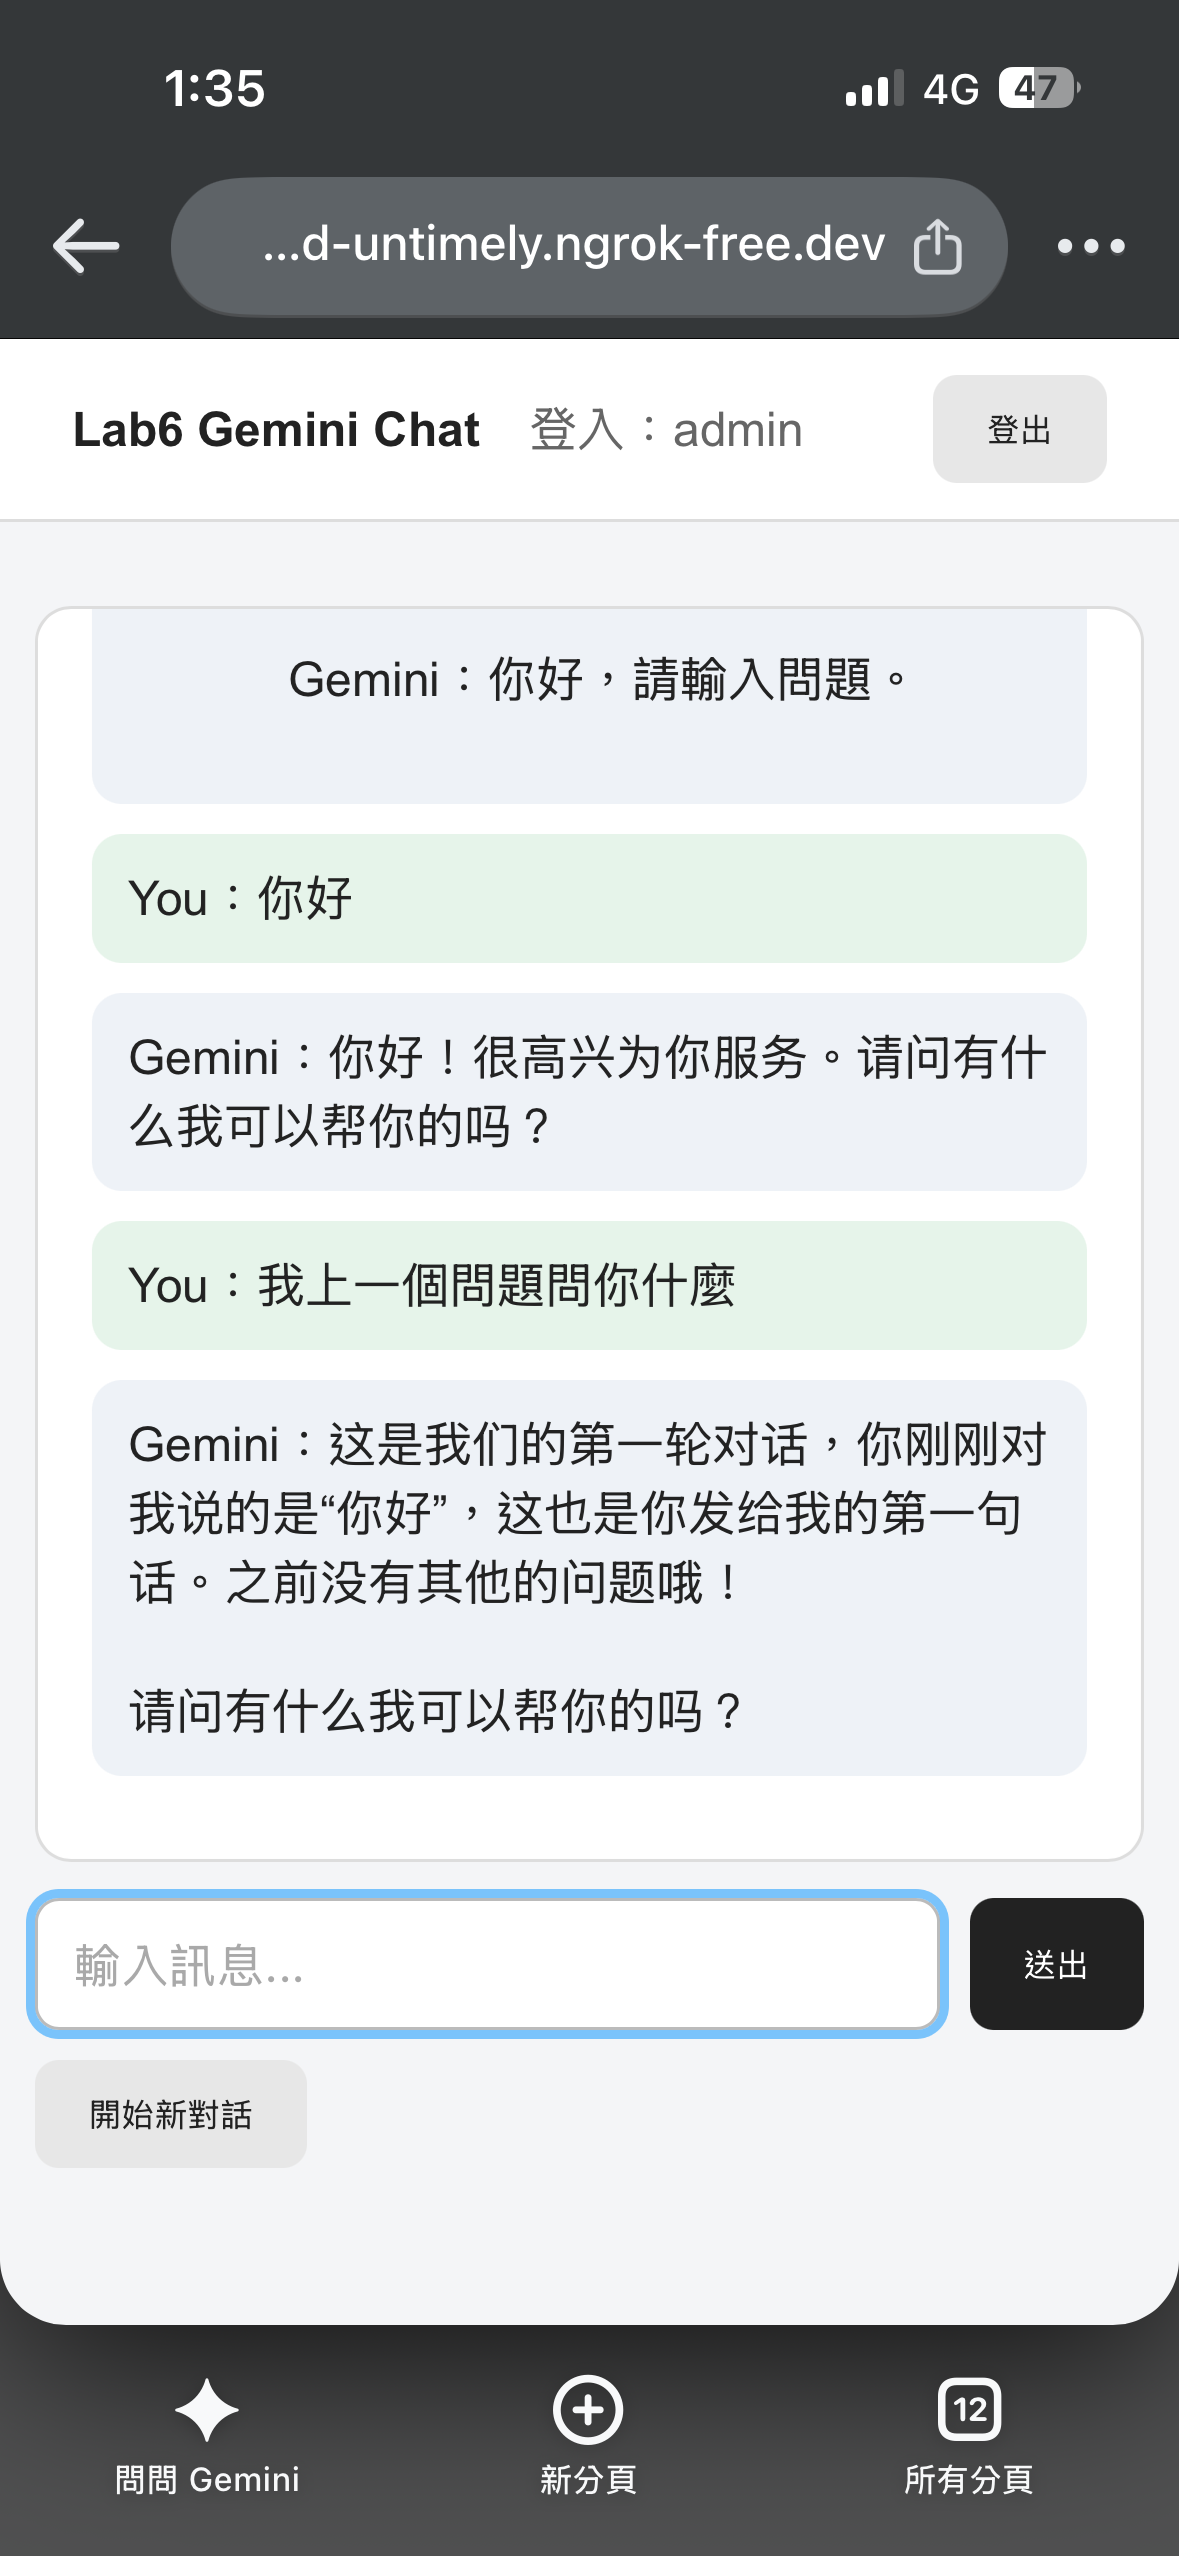 1:35
4G
47
...d-untimely.ngrok-free.dev
Lab6 Gemini Chat 登入：admin
登出
Gemini：你好，請輸入問題。
You：你好
Gemini：你好！很高兴为你服务。请问有什
么我可以帮你的吗？
You：我上一個問題問你什麼
Gemini：这是我们的第一轮对话，你刚刚对
我说的是“你好”，这也是你发给我的第一句
话。之前没有其他的问题哦！
请问有什么我可以帮你的吗？
輸入訊息...
送出
開始新對話
12
問問 Gemini
新分頁
所有分頁